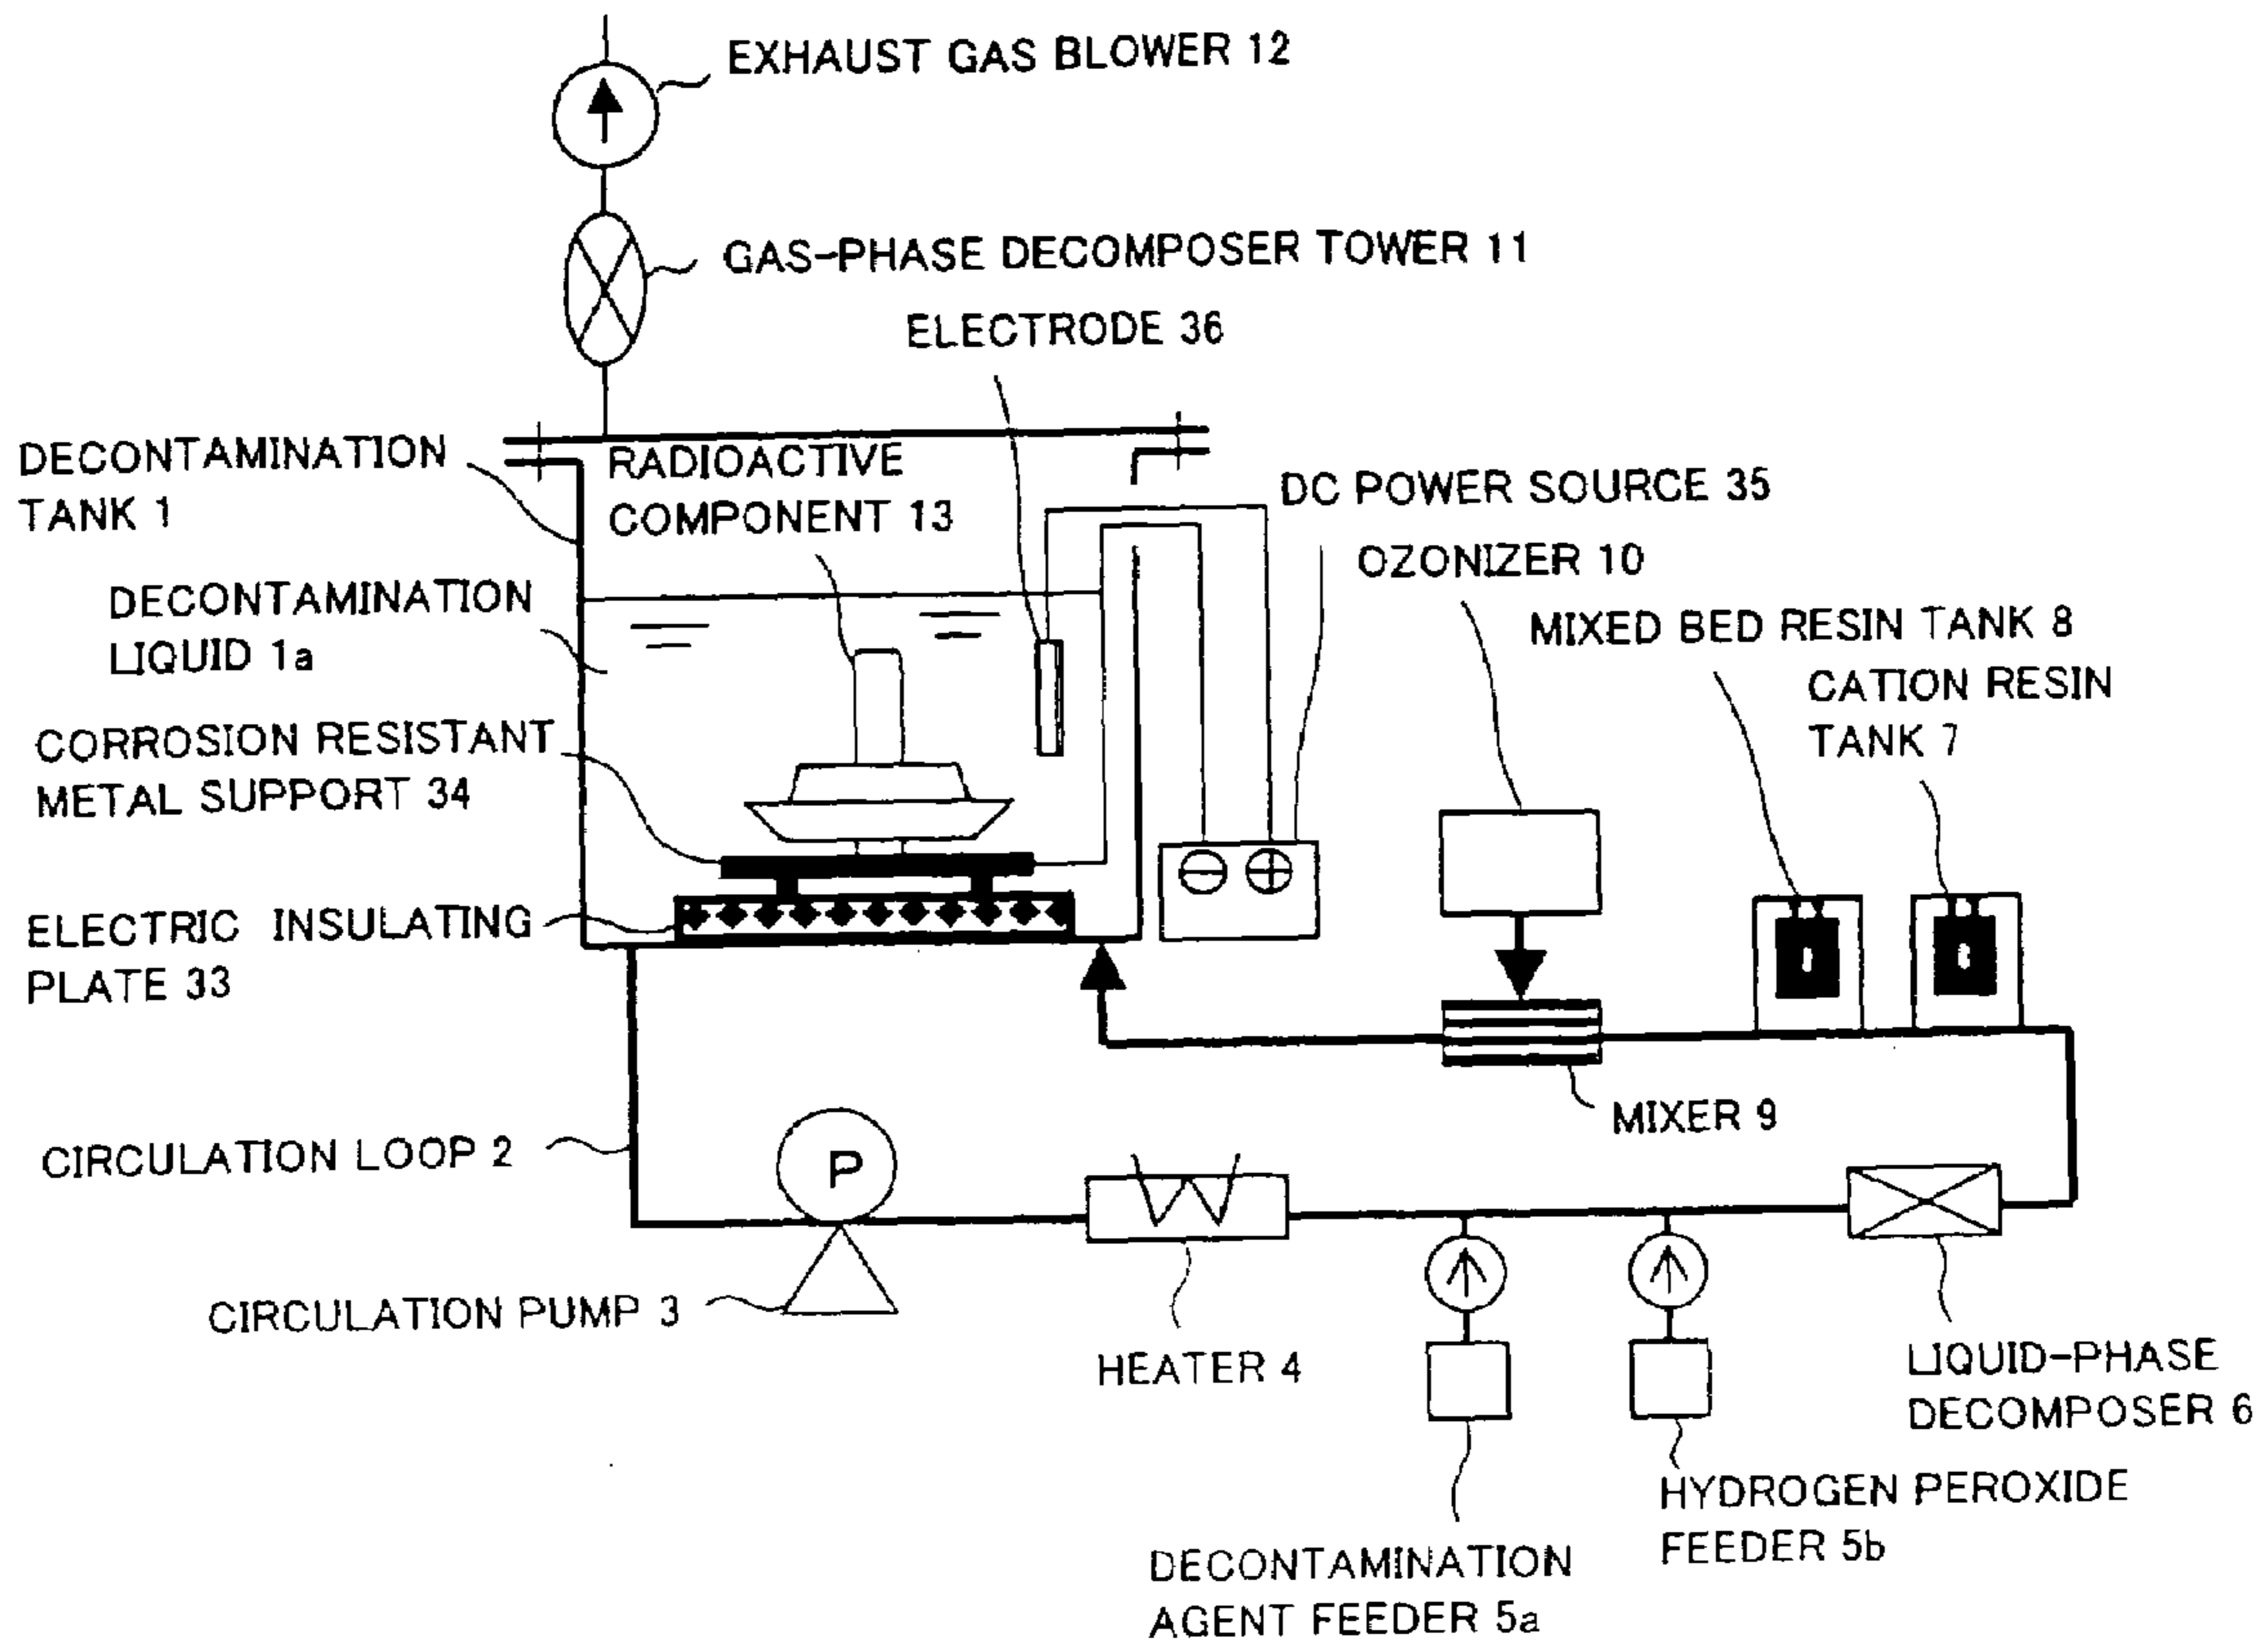 EXHAUST GAS BLOWER 12
GAS-PHASE DECOMPOSER TOWER 11
ELECTRODE 36
DECONTAMINATION
TANK 1
RADIOACTIVE
COMPONENT 13
DC POWER SOURCE 35
OZONIZER 10
DECONTAMINATION
LIQUID 1a
MIXED BED RESIN TANK 8
CATION RESIN
TANK 7
CORROSION RESISTANT
METAL SUPPORT 34
ELECTRIC INSULATING
PLATE 33
MIXER 9
CIRCULATION LOOP 2
P
CIRCULATION PUMP 3
HEATER 4
LIQUID-PHASE
DECOMPOSER 6
HYDROGEN PEROXIDE
FEEDER 5b
DECONTAMINATION
AGENT FEEDER 5a